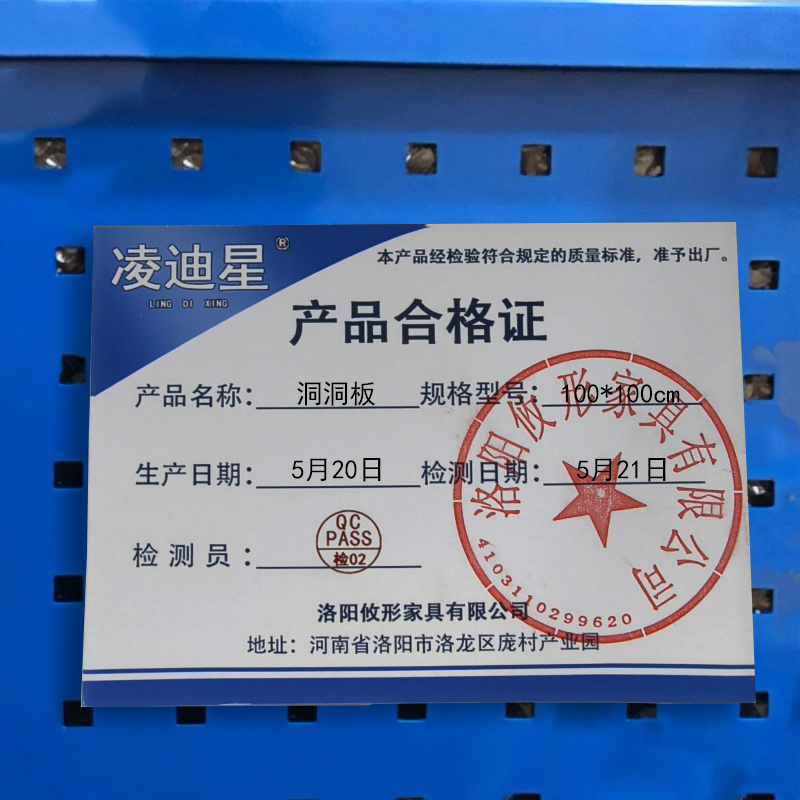 凌迪星®
LING DI XING
本产品经检验符合规定的质量标准，准予出厂。
产品合格证
产品名称：洞洞板 规格型号：100*100cm
生产日期：5月20日 检测日期：5月21日
检测员：
QC
PASS
检02
洛阳攸形家具有限公司
4103110299620
洛阳攸形家具有限公司
地址：河南省洛阳市洛龙区庞村产业园